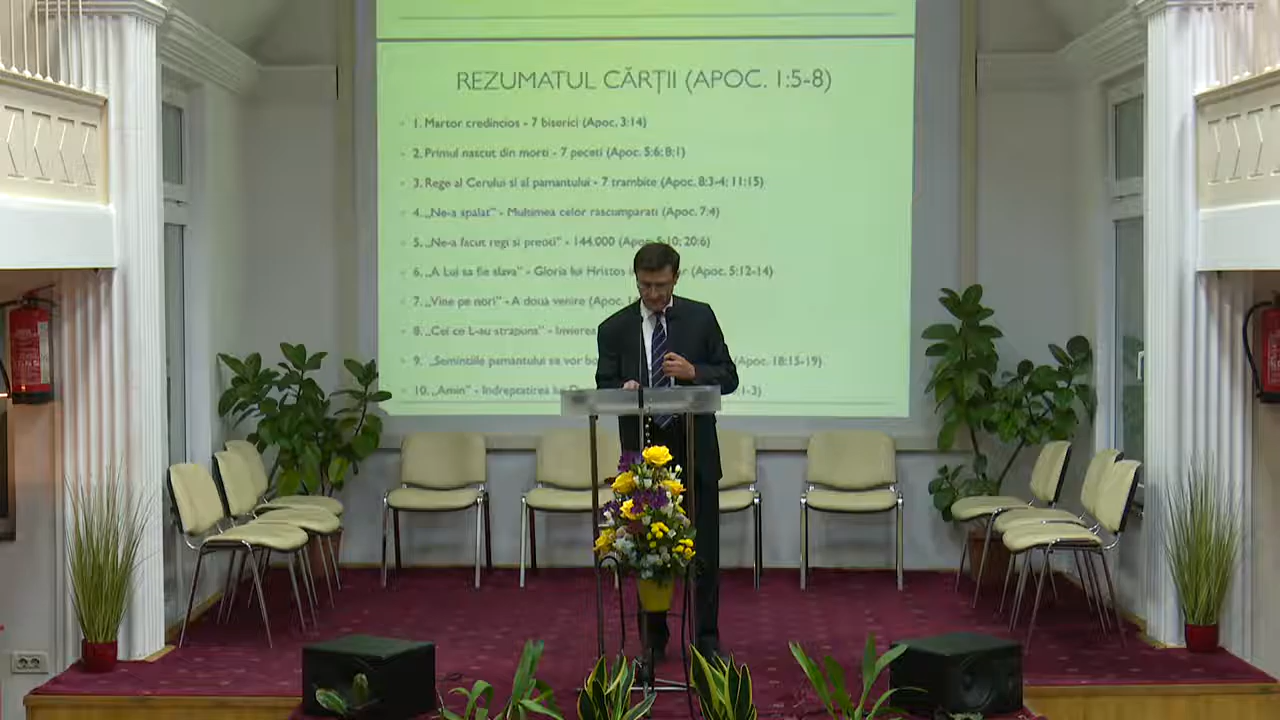 REZUMATUL CĂRȚII (APOC. 1:5-8)
1. Martor credincios - 7 biserici (Apoc. 3:14)
2. Primul nascut din morti - 7 peceti (Apoc. 5:6; 8:1)
3. Rege al Cerului si al pamantului - 7 trambite (Apoc. 8:3-4; 11:15)
4. „Ne-a spalat” - Multimea celor rascumparati (Apoc. 7:4)
5. „Ne-a facut regi si preoti” - 144.000 (Apoc. 5:10; 20:6)
6. „A Lui sa fie slava” - Gloria lui Hristos (Apoc. 5:12-14)
7. „Vine pe nori” - A doua venire (Apoc.
8. „Cei ce L-au strapuns” - Invierea
9. „Semintiile pamantului se vor (Apoc. 18:15-19)
10. „Amin” - Indreptatirea